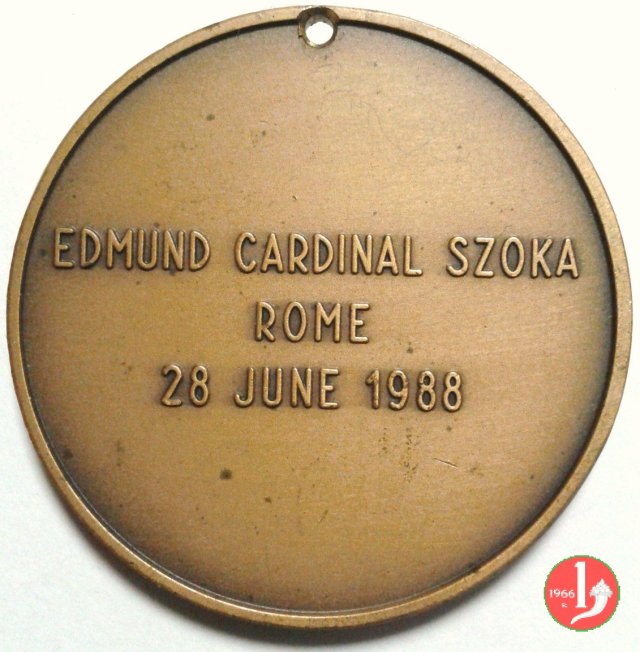 EDMUND CARDINAL SZOKA
ROME
28 JUNE 1988
1966